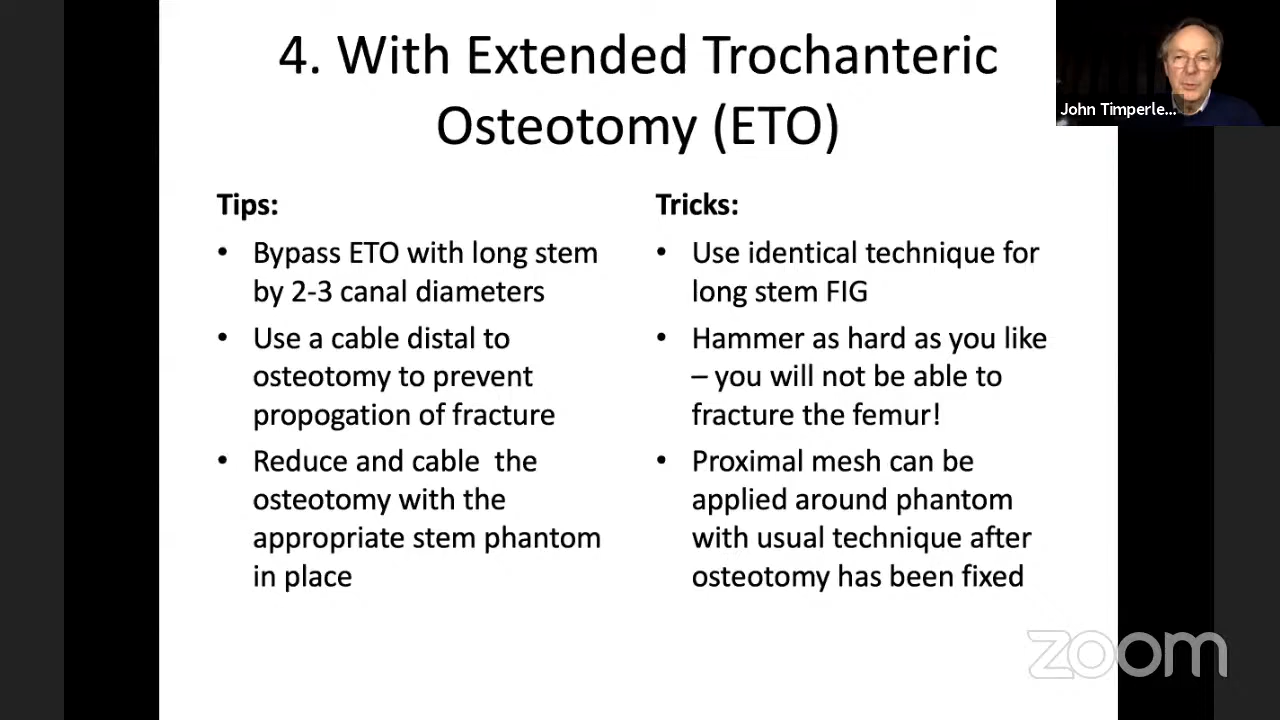 4. With Extended Trochanteric
Osteotomy (ETO)
John Timperle...
Tips:
• Bypass ETO with long stem
by 2-3 canal diameters
• Use a cable distal to
osteotomy to prevent
propogation of fracture
• Reduce and cable  the
osteotomy with the
appropriate stem phantom
in place
Tricks:
• Use identical technique for
long stem FIG
• Hammer as hard as you like
– you will not be able to
fracture the femur!
• Proximal mesh can be
applied around phantom
with usual technique after
osteotomy has been fixed
zoom